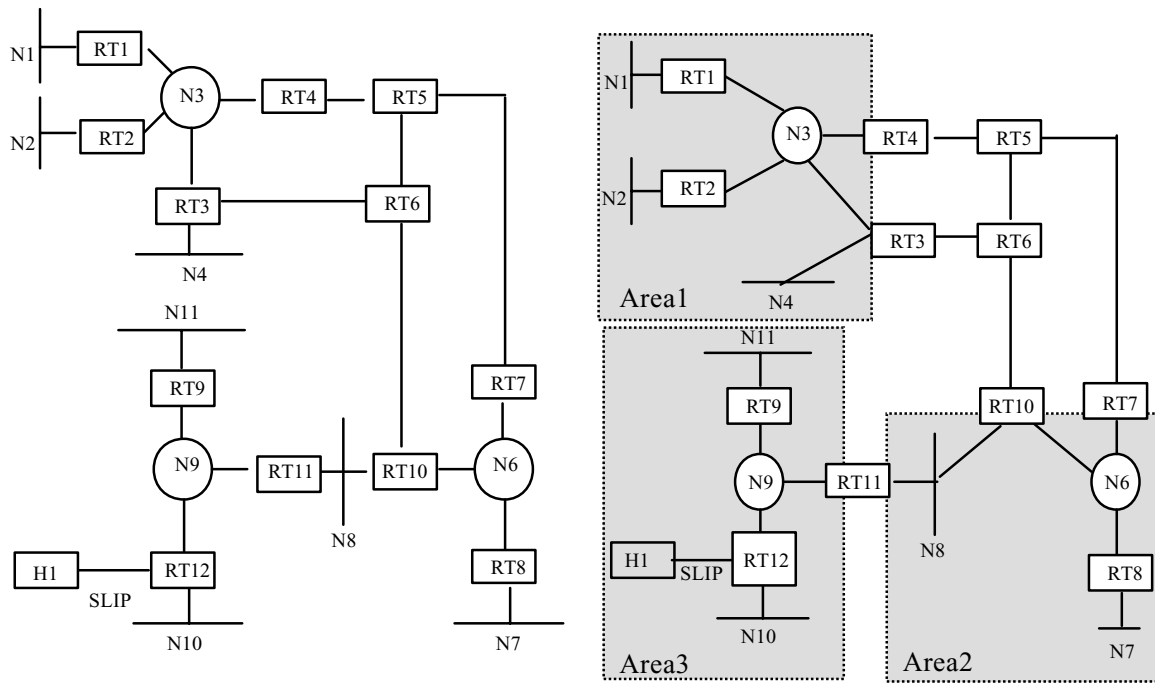 N1
RT1
N3
RT4
RT5
N2
RT2
RT3
RT6
N4
N11
RT9
RT7
N9
RT11
RT10
N6
N8
H1
RT12
RT8
SLIP
N10
N7
N1
RT1
N3
RT4
RT5
N2
RT2
RT3
RT6
Area1
N4
N11
RT9
RT10
RT7
N9
RT11
N6
N8
H1
RT12
RT8
SLIP
N10
N7
Area3
Area2